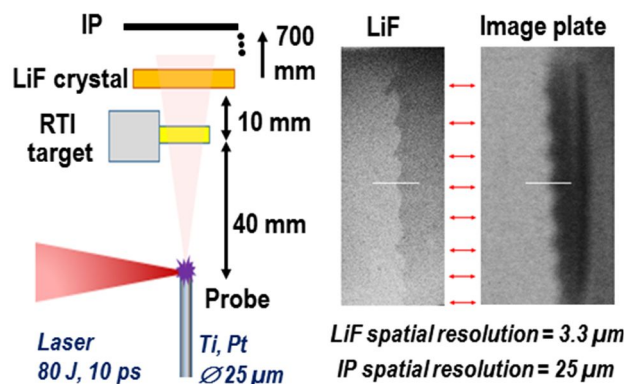 IP
700
mm
LiF crystal
10 mm
RTI
target
40 mm
Probe
Laser
80 J, 10 ps
Ti, Pt
∅ 25 µm
LiF
Image plate
LiF spatial resolution = 3.3 µm
IP spatial resolution = 25 µm